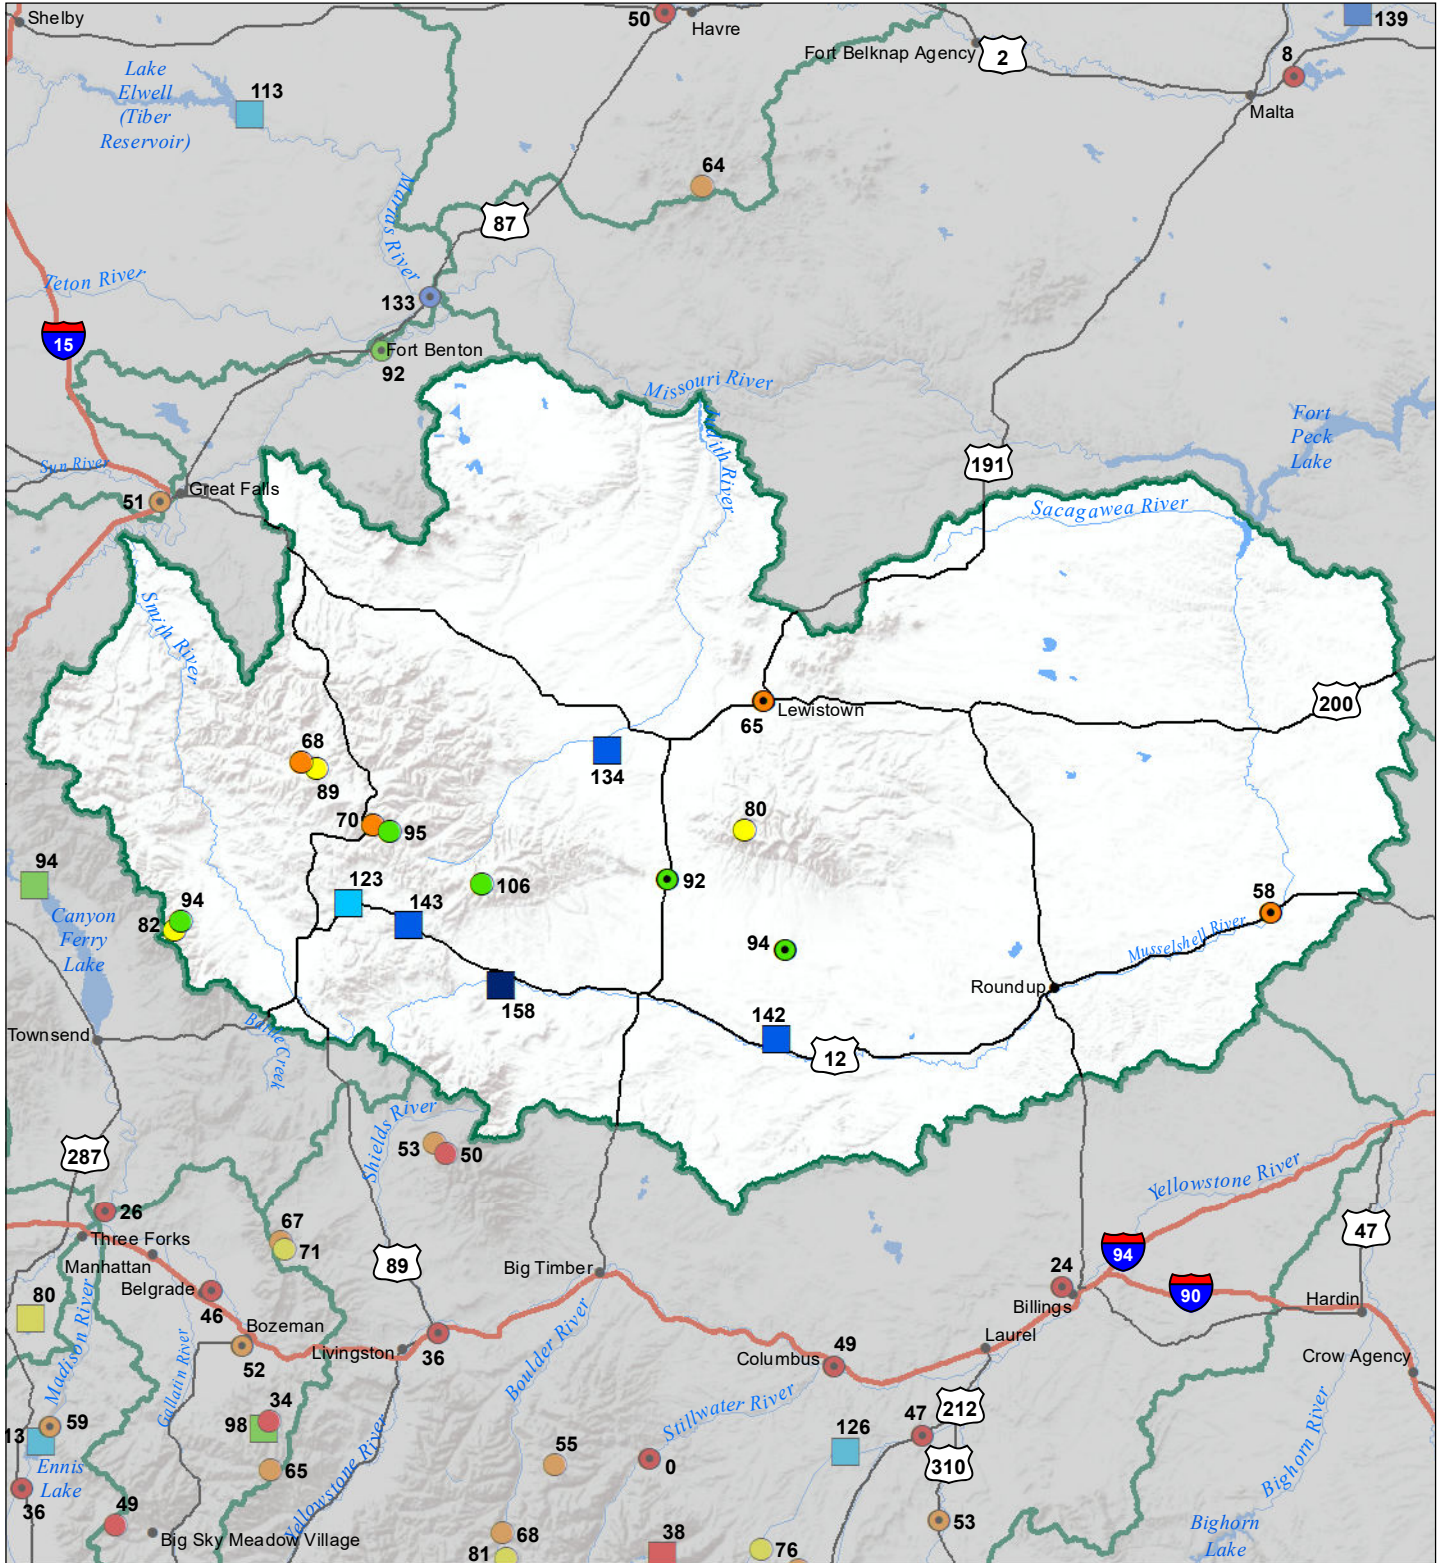 Shelby
50
Havre
139
Fort Belknap Agency
2
8
Malta
Lake
Elwell
(Tiber
Reservoir)
113
64
Marias River
87
Teton River
133
15
Fort Benton
92
Missouri River
Judith River
Fort
Peck
Lake
Sun River
191
51
Great Falls
Sacagawea River
Smith River
200
65
Lewistown
68
89
134
70
95
80
94
123
106
92
143
94
82
58
Canyon
Ferry
Lake
94
Musselshell River
Roundup
158
142
12
Townsend
Battle Creek
Shields River
53
50
287
26
67
71
Yellowstone River
Three Forks
Manhattan
47
94
89
Big Timber
24
90
Belgrade
46
80
Billings
Hardin
Madison River
Bozeman
52
Livingston
36
Laurel
Columbus
49
Crow Agency
Gallatin River
Boulder River
Stillwater River
34
98
59
13
212
47
126
55
0
310
Ennis
Lake
65
36
49
Yellowstone River
Bighorn River
Big Sky Meadow Village
68
81
38
76
53
Bighorn
Lake